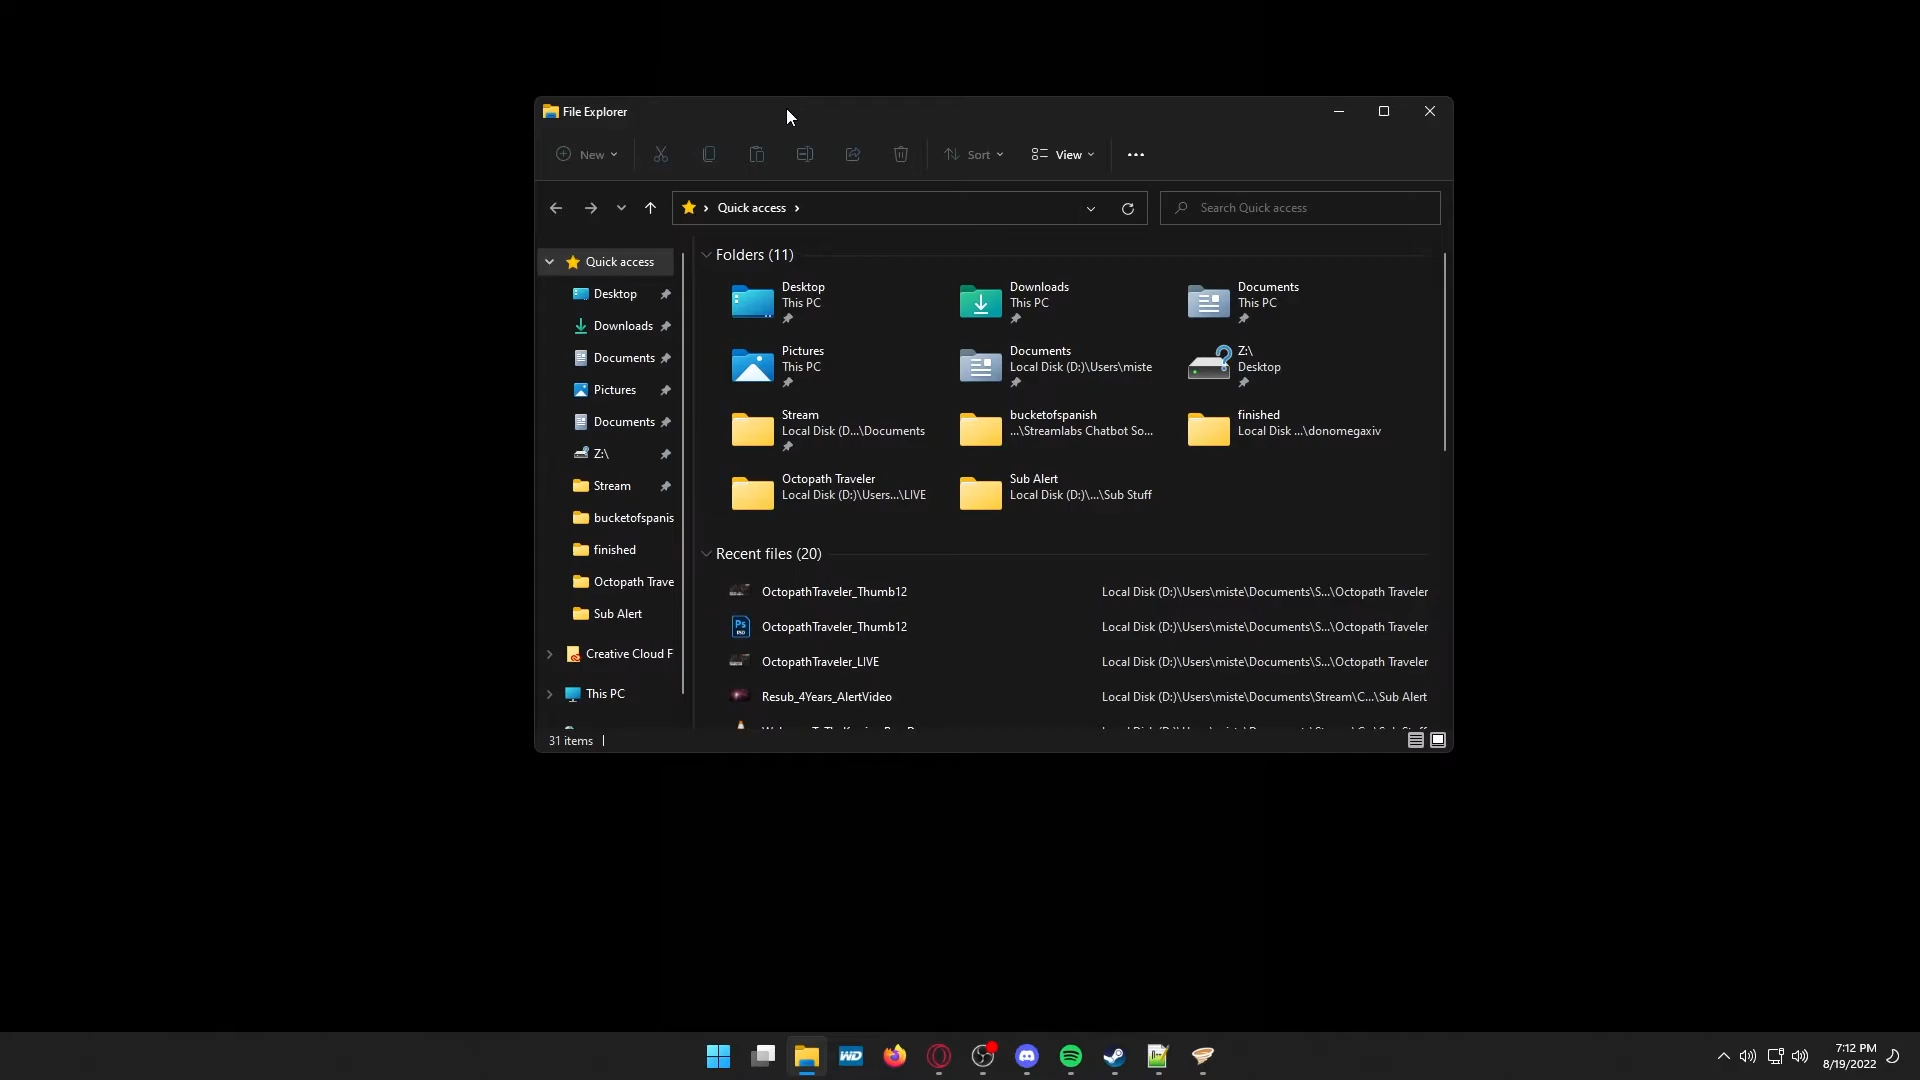 File Explorer
New
Sort
View
Quick access
Search Quick access
Quick access
Desktop
Downloads
Documents
Pictures
Documents
Z:\
Stream
bucketofspanis
finished
Octopath Trave
Sub Alert
Creative Cloud F
This PC
Folders (11)
Desktop
This PC
Downloads
This PC
Documents
This PC
Pictures
This PC
Documents
Local Disk (D:)\Users\miste
Z:\
Desktop
Stream
Local Disk (D...\Documents
bucketofspanish
...\Streamlabs Chatbot So...
finished
Local Disk ...\donomegaxiv
Octopath Traveler
Local Disk (D:)\Users...\LIVE
Sub Alert
Local Disk (D:)\...\Sub Stuff
Recent files (20)
OctopathTraveler_Thumb12 Local Disk (D:)\Users\miste\Documents\S...\Octopath Traveler
Ps
OctopathTraveler_Thumb12 Local Disk (D:)\Users\miste\Documents\S...\Octopath Traveler
OctopathTraveler_LIVE Local Disk (D:)\Users\miste\Documents\S...\Octopath Traveler
Resub_4Years_AlertVideo Local Disk (D:)\Users\miste\Documents\Stream\C...\Sub Alert
31 items
WD
7:12 PM
8/19/2022